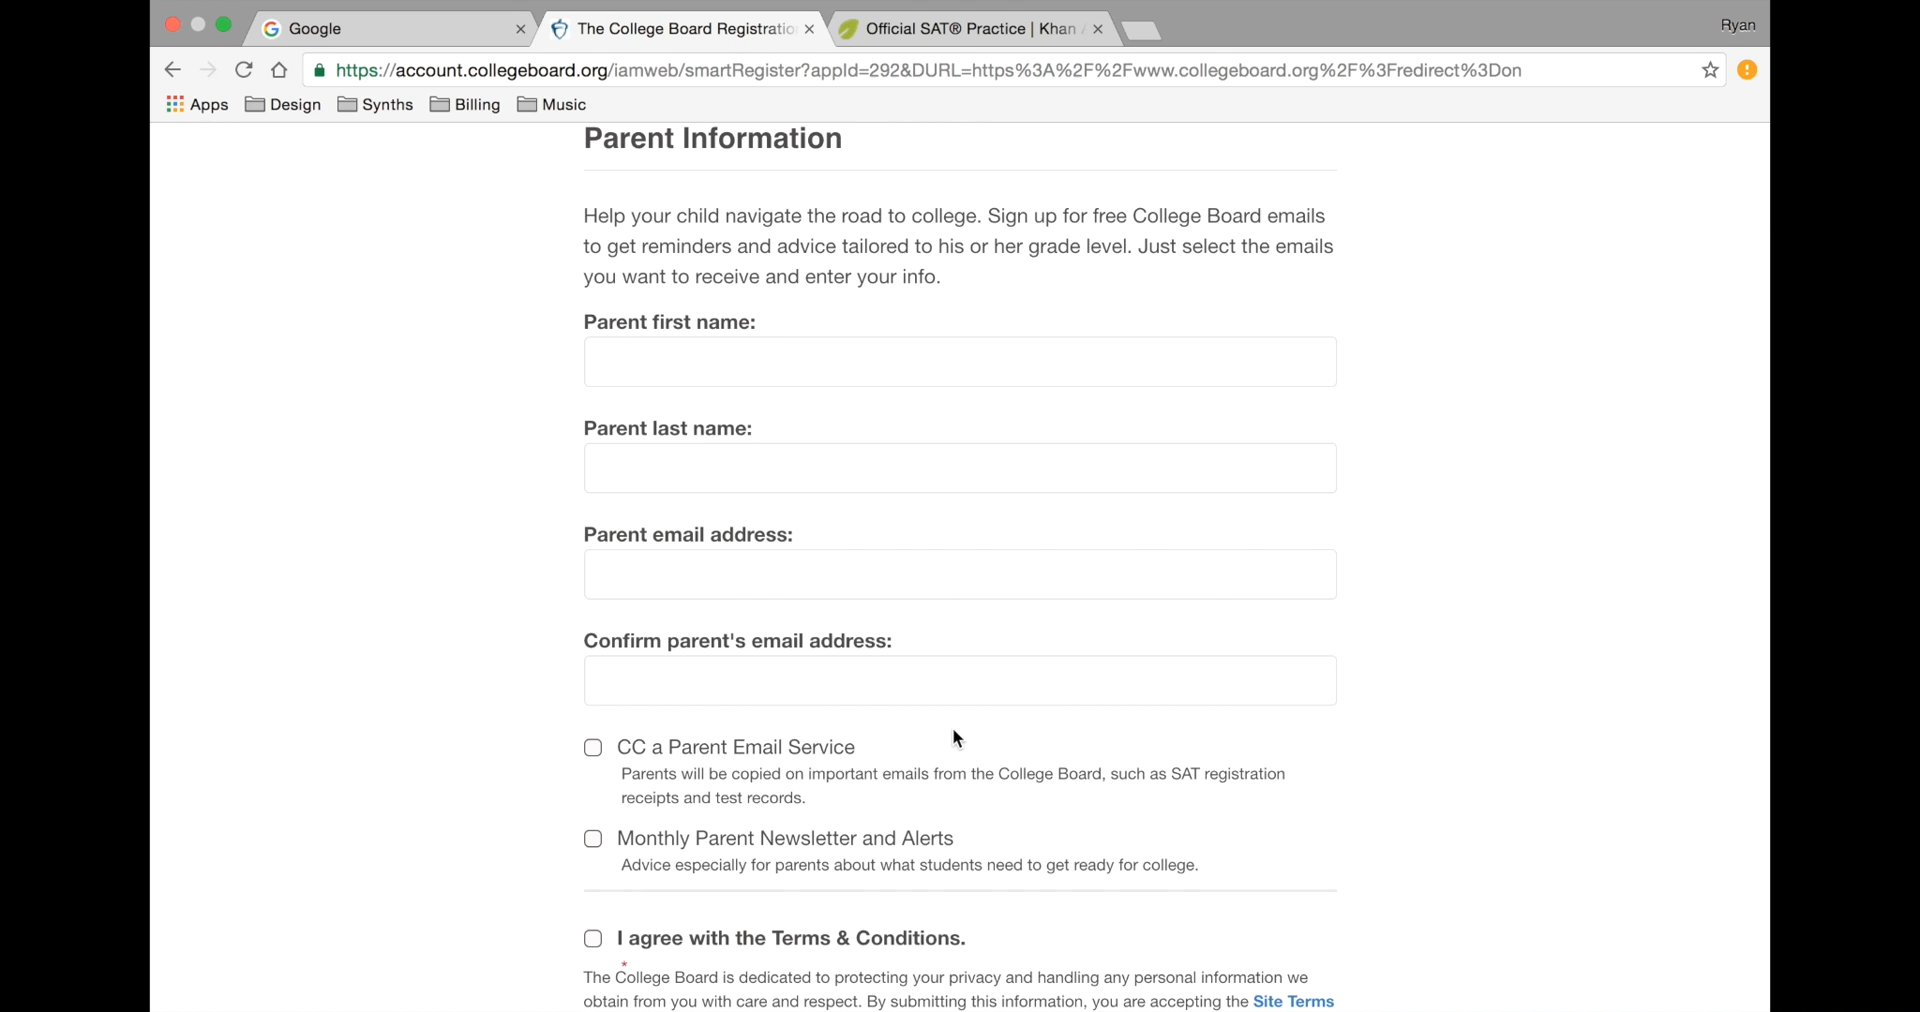 Google
The College Board Registratio
Official SAT® Practice | Khan A
Ryan
https://account.collegeboard.org/iamweb/smartRegister?appId=292&DURL=https%3A%2F%2Fwww.collegeboard.org%2F%3Fredirect%3Don
Apps
Design
Synths
Billing
Music
Parent Information
Help your child navigate the road to college. Sign up for free College Board emails
to get reminders and advice tailored to his or her grade level. Just select the emails
you want to receive and enter your info.
Parent first name:
Parent last name:
Parent email address:
Confirm parent's email address:
CC a Parent Email Service
Parents will be copied on important emails from the College Board, such as SAT registration
receipts and test records.
Monthly Parent Newsletter and Alerts
Advice especially for parents about what students need to get ready for college.
I agree with the Terms & Conditions.
*
The College Board is dedicated to protecting your privacy and handling any personal information we
obtain from you with care and respect. By submitting this information, you are accepting the Site Terms